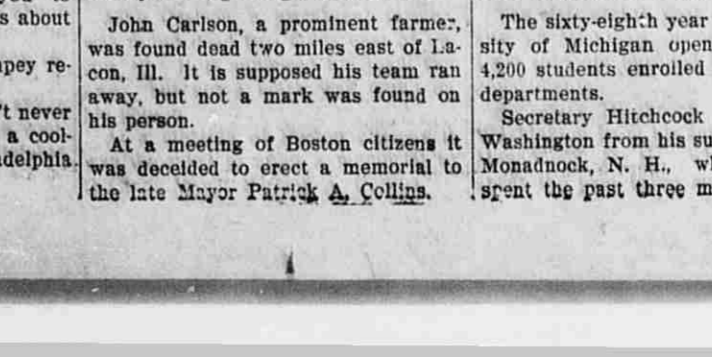 s about
pey re-
't never
a cool-
delphia.
John Carlson, a prominent farmer,
was found dead two miles east of La-
con, Ill. It is supposed his team ran
away, but not a mark was found on
his person.
At a meeting of Boston citizens it
was deceided to erect a memorial to
the late Mayor Patrick A. Collins.
The sixty-eighth year
sity of Michigan open
4,200 students enrolled
departments.
Secretary Hitchcock
Washington from his su
Monadnock, N. H., w
spent the past three m